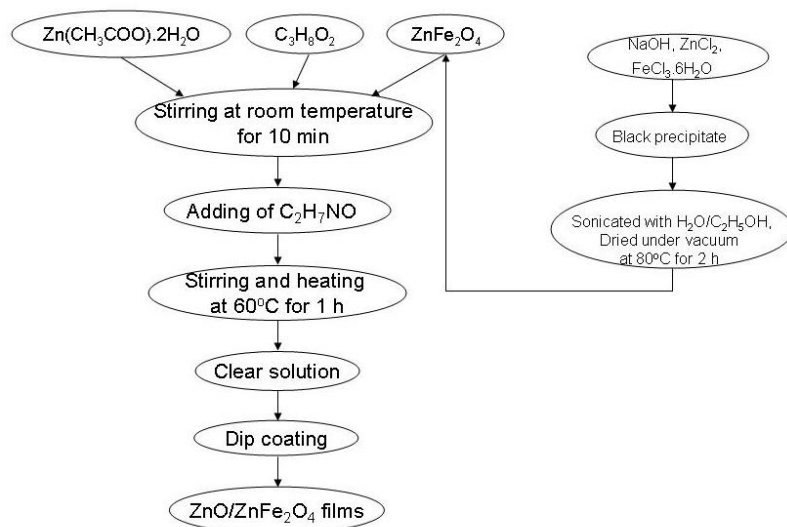 Zn(CH₃COO).2H₂O
C₃H₈O₂
ZnFe₂O₄
NaOH, ZnCl₂,
FeCl₃.6H₂O
Stirring at room temperature
for 10 min
Black precipitate
Adding of C₂H₇NO
Sonicated with H₂O/C₂H₅OH,
Dried under vacuum
at 80ºC for 2 h
Stirring and heating
at 60⁰C for 1 h
Clear solution
Dip coating
ZnO/ZnFe₂O₄ films